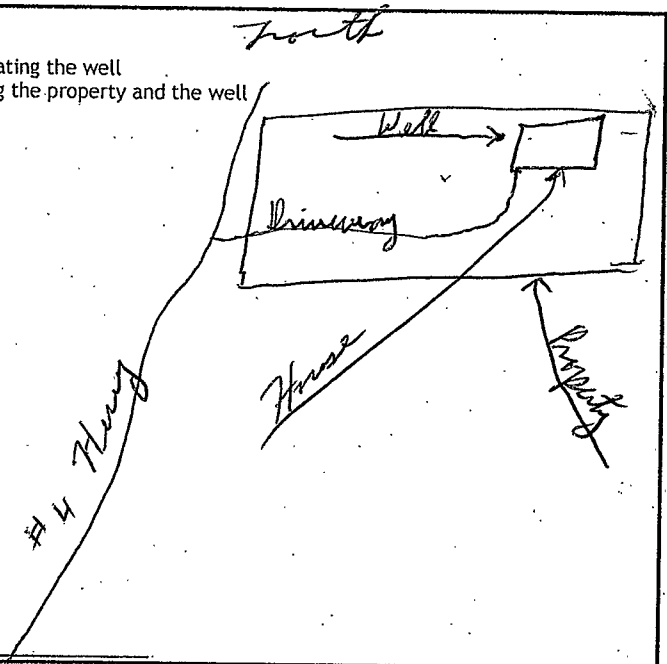 North
ating the well
g the property and the well
Well
Driveway
House
Property
# 4 Hwy